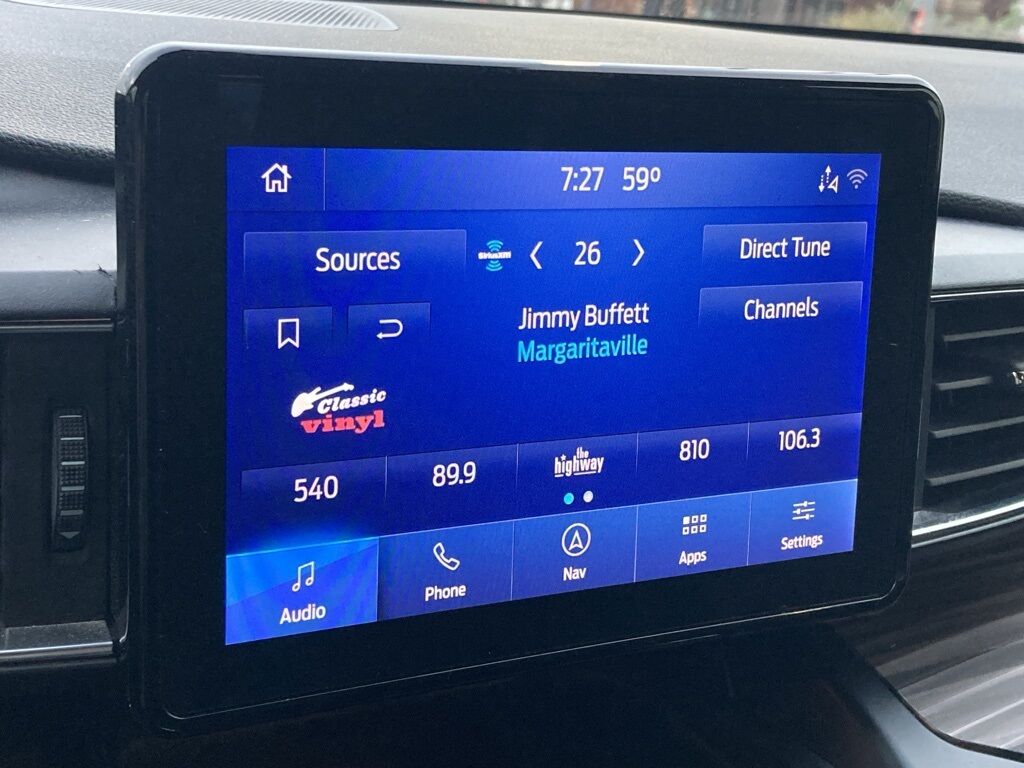 7:27 59º
Sources
SiriusXM
26
Direct Tune
Channels
Jimmy Buffett
Margaritaville
Classic
vinyl
540
89.9
the
highway
810
106.3
Audio
Phone
Nav
Apps
Settings